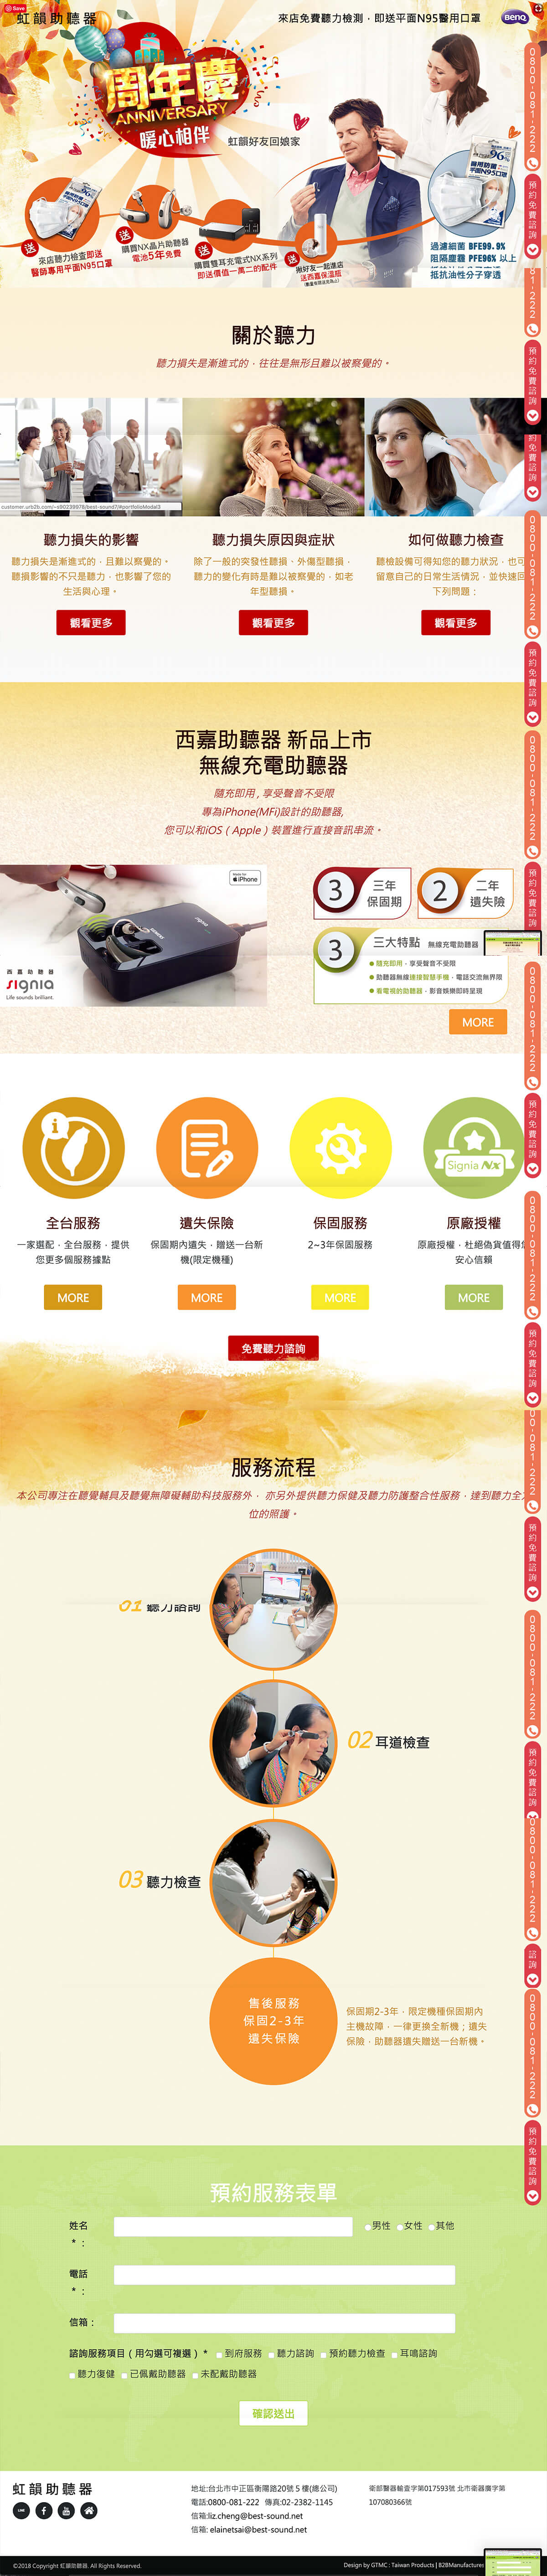 Save
虹韻助聽器
來店免費聽力檢測，即送平面N95醫用口罩
BenQ
周年慶
ANNIVERSARY
暖心相伴
虹韻好友回娘家
送
來店聽力檢查即送
醫師專用平面N95口罩
送
購買NX晶片助聽器
電池5年免費
送
購買雙耳充電式NX系列
即送價值一萬二的配件
送
揪好友一起進店
送西嘉保溫瓶
過濾細菌 BFE99.9%
阻隔塵霾 PFE96% 以上
抵抗油性分子穿透
0800-081-222
預約免費諮詢
關於聽力
聽力損失是漸進式的，往往是無形且難以被察覺的。
customer.urb2b.com/~s80239978/best-sound7/#portfolioModal3
聽力損失的影響
聽力損失是漸進式的，且難以察覺的。
聽損影響的不只是聽力，也影響了您的
生活與心理。
觀看更多
聽力損失原因與症狀
除了一般的突發性聽損、外傷型聽損，
聽力的變化有時是難以被察覺的，如老
年型聽損。
觀看更多
如何做聽力檢查
聽檢設備可得知您的聽力狀況，也可
留意自己的日常生活情況，並快速回
下列問題：
觀看更多
西嘉助聽器 新品上市
無線充電助聽器
隨充即用，享受聲音不受限
專為iPhone(MFi)設計的助聽器,
您可以和iOS（Apple）裝置進行直接音訊串流。
Made for
iPhone
西嘉助聽器
signia
Life sounds brilliant.
3 三年
保固期
2 二年
遺失險
3 三大特點 無線充電助聽器
隨充即用，享受聲音不受限
助聽器無線連接智慧手機，電話交流無界限
看電視的助聽器，影音娛樂即時呈現
MORE
全台服務
一家選配，全台服務，提供
您更多個服務據點
MORE
遺失保險
保固期內遺失，贈送一台新
機(限定機種)
MORE
保固服務
2~3年保固服務
MORE
Signia Nx
原廠授權
原廠授權，杜絕偽貨值得
安心信賴
MORE
免費聽力諮詢
服務流程
本公司專注在聽覺輔具及聽覺無障礙輔助科技服務外， 亦另外提供聽力保健及聽力防護整合性服務，達到聽力全
位的照護。
01 聽力諮詢
02 耳道檢查
03 聽力檢查
售後服務
保固2-3年
遺失保險
保固期2-3年，限定機種保固期內
主機故障，一律更換全新機；遺失
保險，助聽器遺失贈送一台新機。
預約服務表單
姓名
*：
男性 女性 其他
電話
*：
信箱：
諮詢服務項目（用勾選可複選）* 到府服務 聽力諮詢 預約聽力檢查 耳鳴諮詢
聽力復健 已佩戴助聽器 未配戴助聽器
確認送出
虹韻助聽器
地址:台北市中正區衡陽路20號５樓(總公司)
電話:0800-081-222 傳真:02-2382-1145
信箱:liz.cheng@best-sound.net
信箱: elainetsai@best-sound.net
衛部醫器輸壹字第017593號 北市衛器廣字第
107080366號
©2018 Copyright 虹韻助聽器. All Rights Reserved.
Design by GTMC : Taiwan Products | B2BManufactures